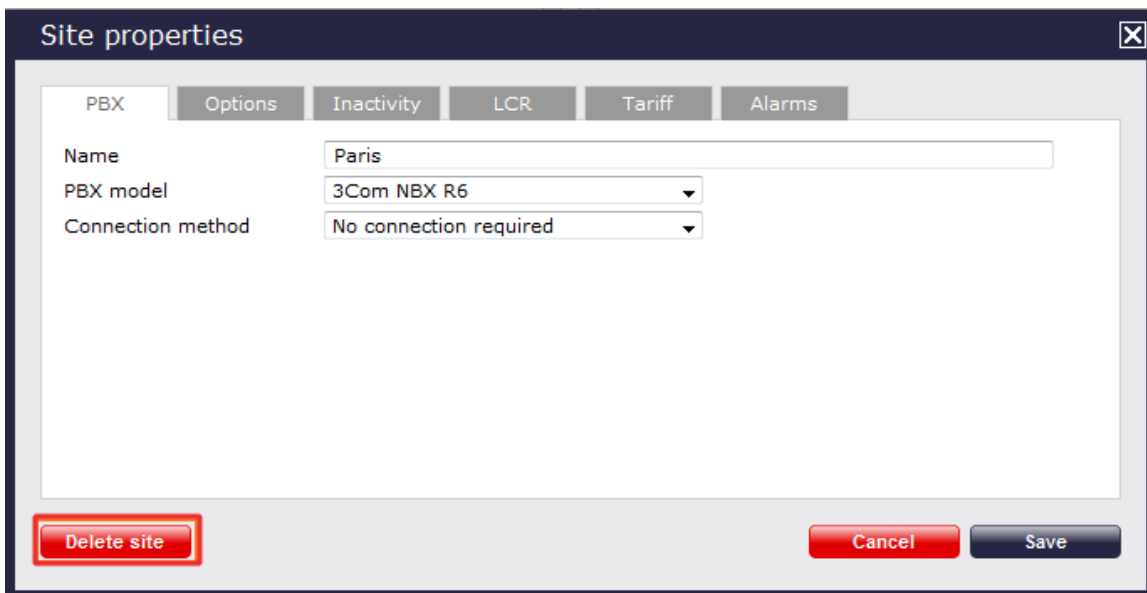 Site properties
PBX Options Inactivity LCR Tariff Alarms
Name Paris
PBX model 3Com NBX R6
Connection method No connection required
Delete site Cancel Save